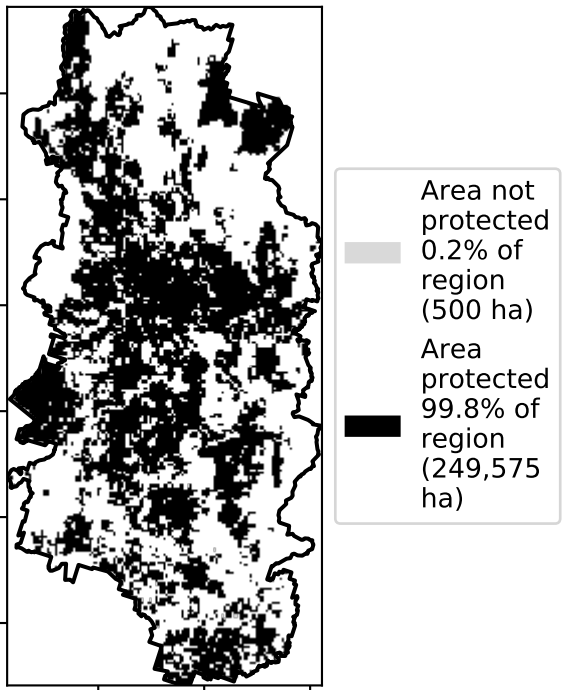 Area not
protected
0.2% of
region
(500 ha)
Area
protected
99.8% of
region
(249,575
ha)